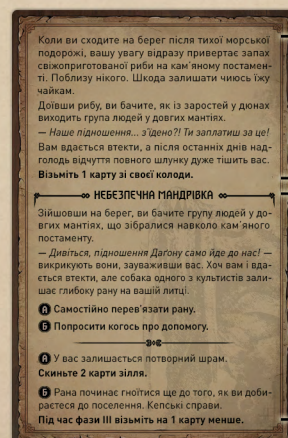 Коли ви сходите на берег після тихої морської
подорожі, вашу увагу відразу привертає запах
свіжоприготованої риби на кам'яному постамен-
ті. Поблизу нікого. Шкода залишати чиюсь їжу
чайкам.
Доївши рибу, ви бачите, як із заростей у дюнах
виходить група людей у довгих мантіях.
— Наше підношення... з'їдено?! Ти заплатиш за це!
Вам вдається втекти, а після останніх днів над-
голодь відчуття повного шлунку дуже тішить вас.
Візьміть 1 карту зі своєї колоди.
НЕБЕЗПЕЧНА МАНДРІВКА
Зійшовши на берег, ви бачите групу людей у до-
вгих мантіях, що зібралися навколо кам'яного
постаменту.
— Дивіться, підношення Даґону само йде до нас! —
викрикують вони, зауваживши вас. Хоч вам і вда-
ється втекти, але собака одного з культистів зали-
шає глибоку рану на вашій литці.
А Самостійно перев'язати рану.
Б Попросити когось про допомогу.
А У вас залишається потворний шрам.
Скиньте 2 карти зілля.
Б Рана починає гноїтися ще до того, як ви доби-
раєтеся до поселення. Кепські справи.
Під час фази III візьміть на 1 карту менше.